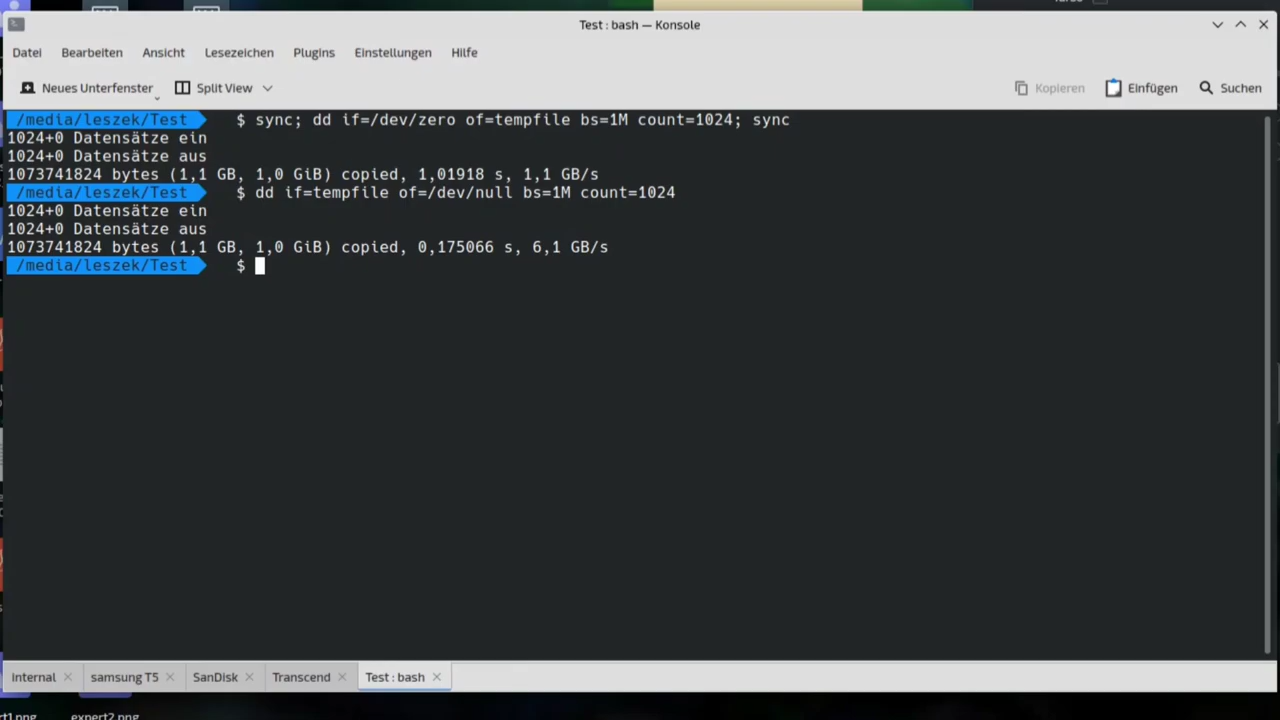 Test : bash — Konsole
Datei Bearbeiten Ansicht Lesezeichen Plugins Einstellungen Hilfe
Neues Unterfenster Split View Kopieren Einfügen Suchen
/media/leszek/Test $ sync; dd if=/dev/zero of=tempfile bs=1M count=1024; sync
1024+0 Datensätze ein
1024+0 Datensätze aus
1073741824 bytes (1,1 GB, 1,0 GiB) copied, 1,01918 s, 1,1 GB/s
/media/leszek/Test $ dd if=tempfile of=/dev/null bs=1M count=1024
1024+0 Datensätze ein
1024+0 Datensätze aus
1073741824 bytes (1,1 GB, 1,0 GiB) copied, 0,175066 s, 6,1 GB/s
/media/leszek/Test $
internal samsung T5 SanDisk Transcend Test : bash
expert2.png